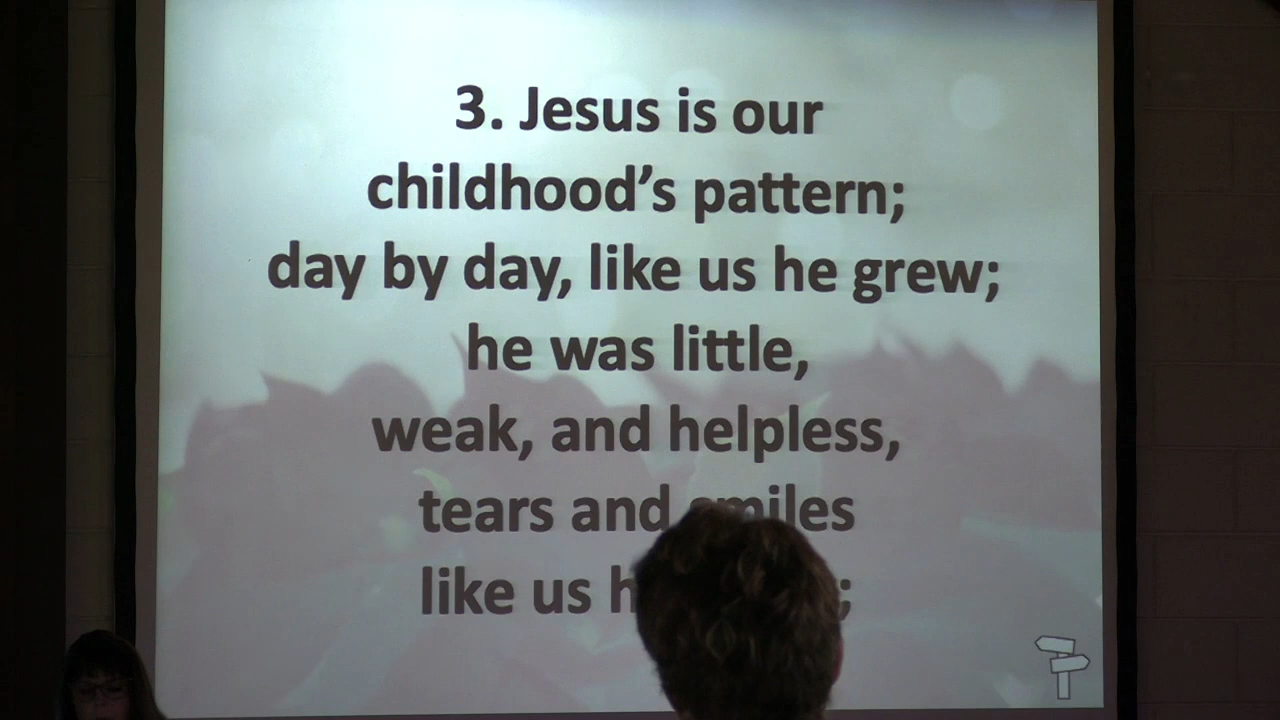 3. Jesus is our
childhood's pattern;
day by day, like us he grew;
he was little,
weak, and helpless,
tears and smiles
like us